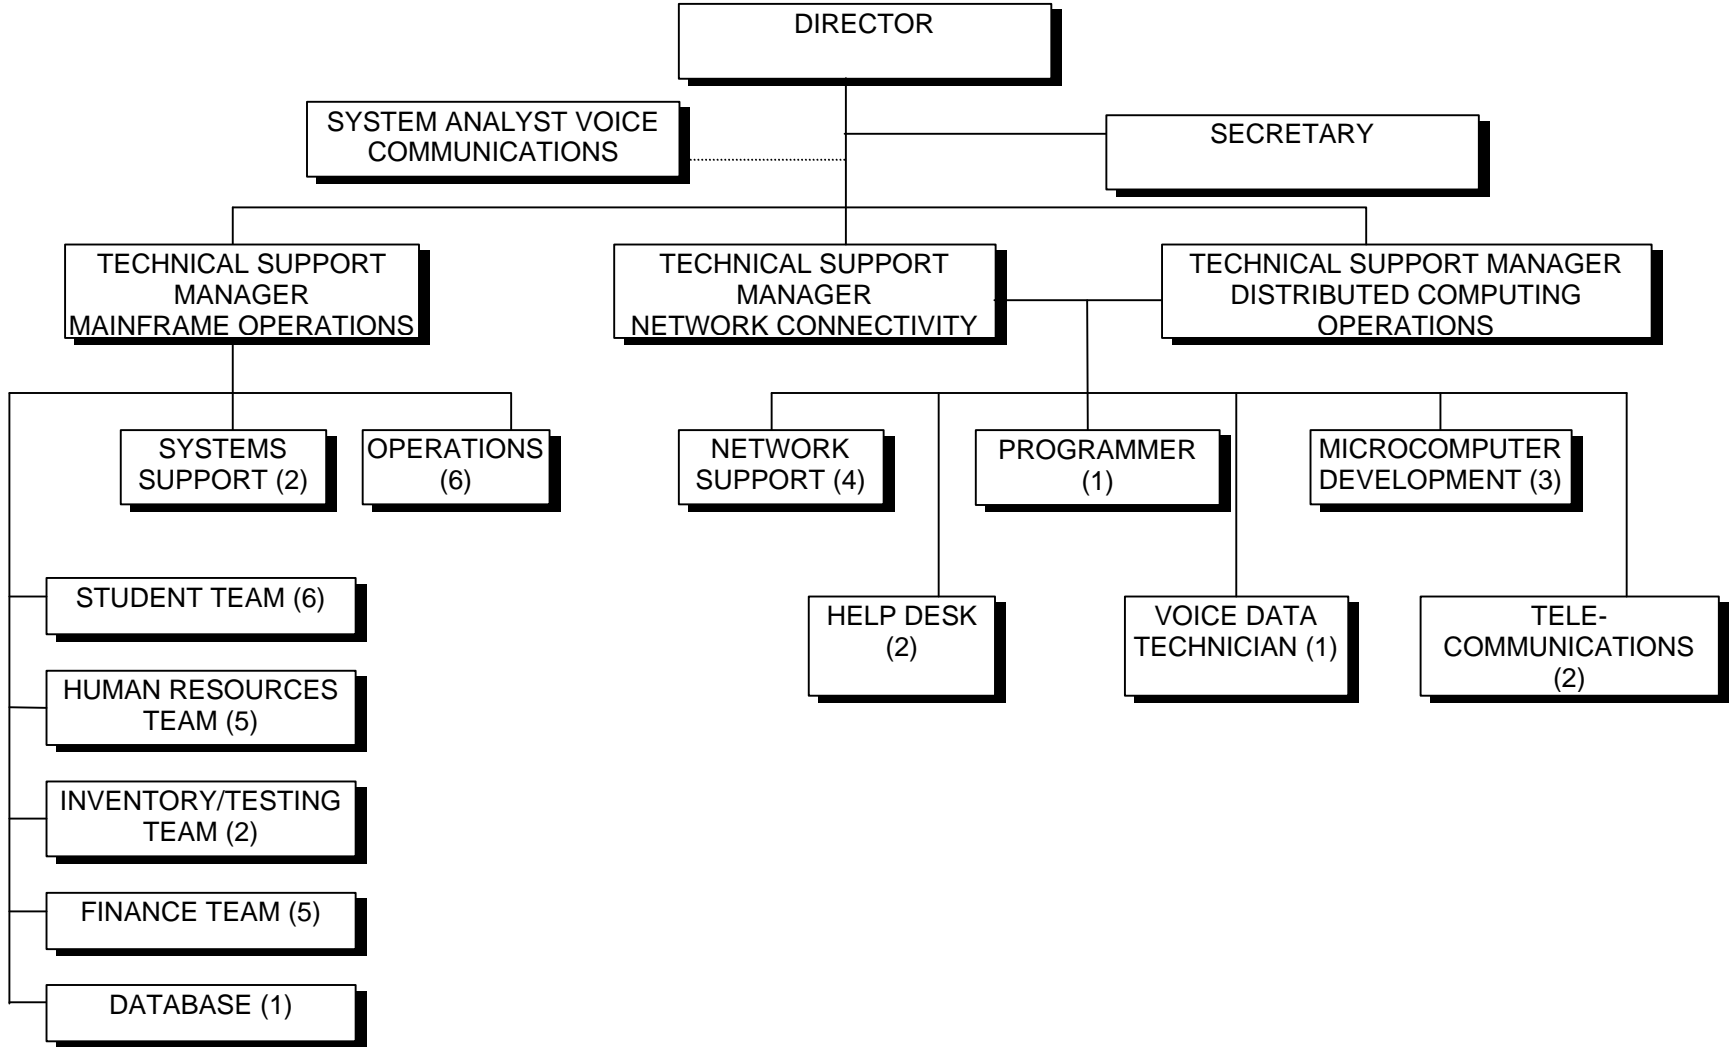 DIRECTOR
SYSTEM ANALYST VOICE
COMMUNICATIONS
SECRETARY
TECHNICAL SUPPORT
MANAGER
MAINFRAME OPERATIONS
TECHNICAL SUPPORT
MANAGER
NETWORK CONNECTIVITY
TECHNICAL SUPPORT MANAGER
DISTRIBUTED COMPUTING
OPERATIONS
SYSTEMS
SUPPORT (2)
OPERATIONS
(6)
NETWORK
SUPPORT (4)
PROGRAMMER
(1)
MICROCOMPUTER
DEVELOPMENT (3)
STUDENT TEAM (6)
HELP DESK
(2)
VOICE DATA
TECHNICIAN (1)
TELE-
COMMUNICATIONS
(2)
HUMAN RESOURCES
TEAM (5)
INVENTORY/TESTING
TEAM (2)
FINANCE TEAM (5)
DATABASE (1)